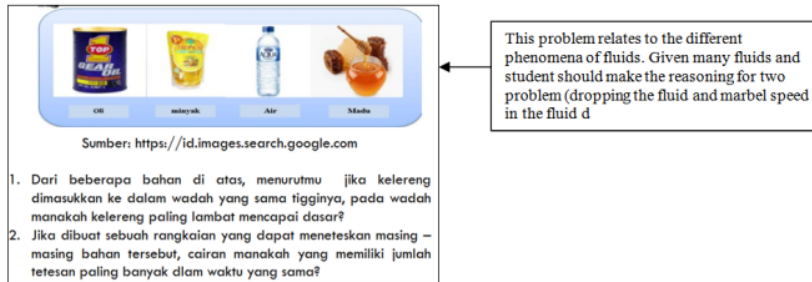 TOP
GEAR
OIL
AQUA
Oli
minyak
Air
Madu
Sumber: https://id.images.search.google.com
1. Dari beberapa bahan di atas, menurutmu jika kelereng
dimasukkan ke dalam wadah yang sama tigginya, pada wadah
manakah kelereng paling lambat mencapai dasar?
2. Jika dibuat sebuah rangkaian yang dapat meneteskan masing –
masing bahan tersebut, cairan manakah yang memiliki jumlah
tetesan paling banyak dlam waktu yang sama?
This problem relates to the different
phenomena of fluids. Given many fluids and
student should make the reasoning for two
problem (dropping the fluid and marbel speed
in the fluid d